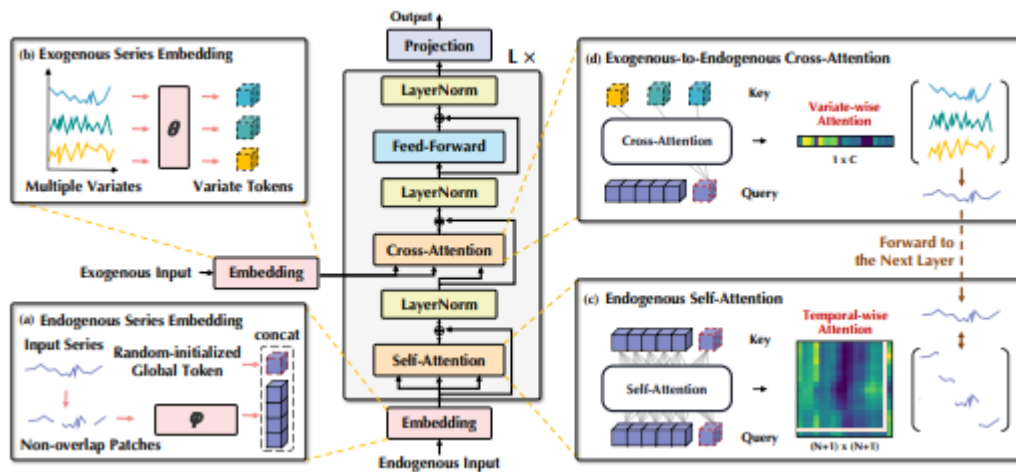 Output
Projection
L ×
LayerNorm
Feed-Forward
LayerNorm
Cross-Attention
LayerNorm
Self-Attention
Embedding
Endogenous Input
Exogenous Input
Embedding
(b) Exogenous Series Embedding
θ
Multiple Variates
Variate Tokens
(a) Endogenous Series Embedding
Input Series
concat
Random-initialized
Global Token
φ
Non-overlap Patches
(d) Exogenous-to-Endogenous Cross-Attention
Key
Cross-Attention
Query
Variate-wise
Attention
1 x C
Forward to
the Next Layer
(c) Endogenous Self-Attention
Key
Self-Attention
Query
Temporal-wise
Attention
(N+1) x (N+1)